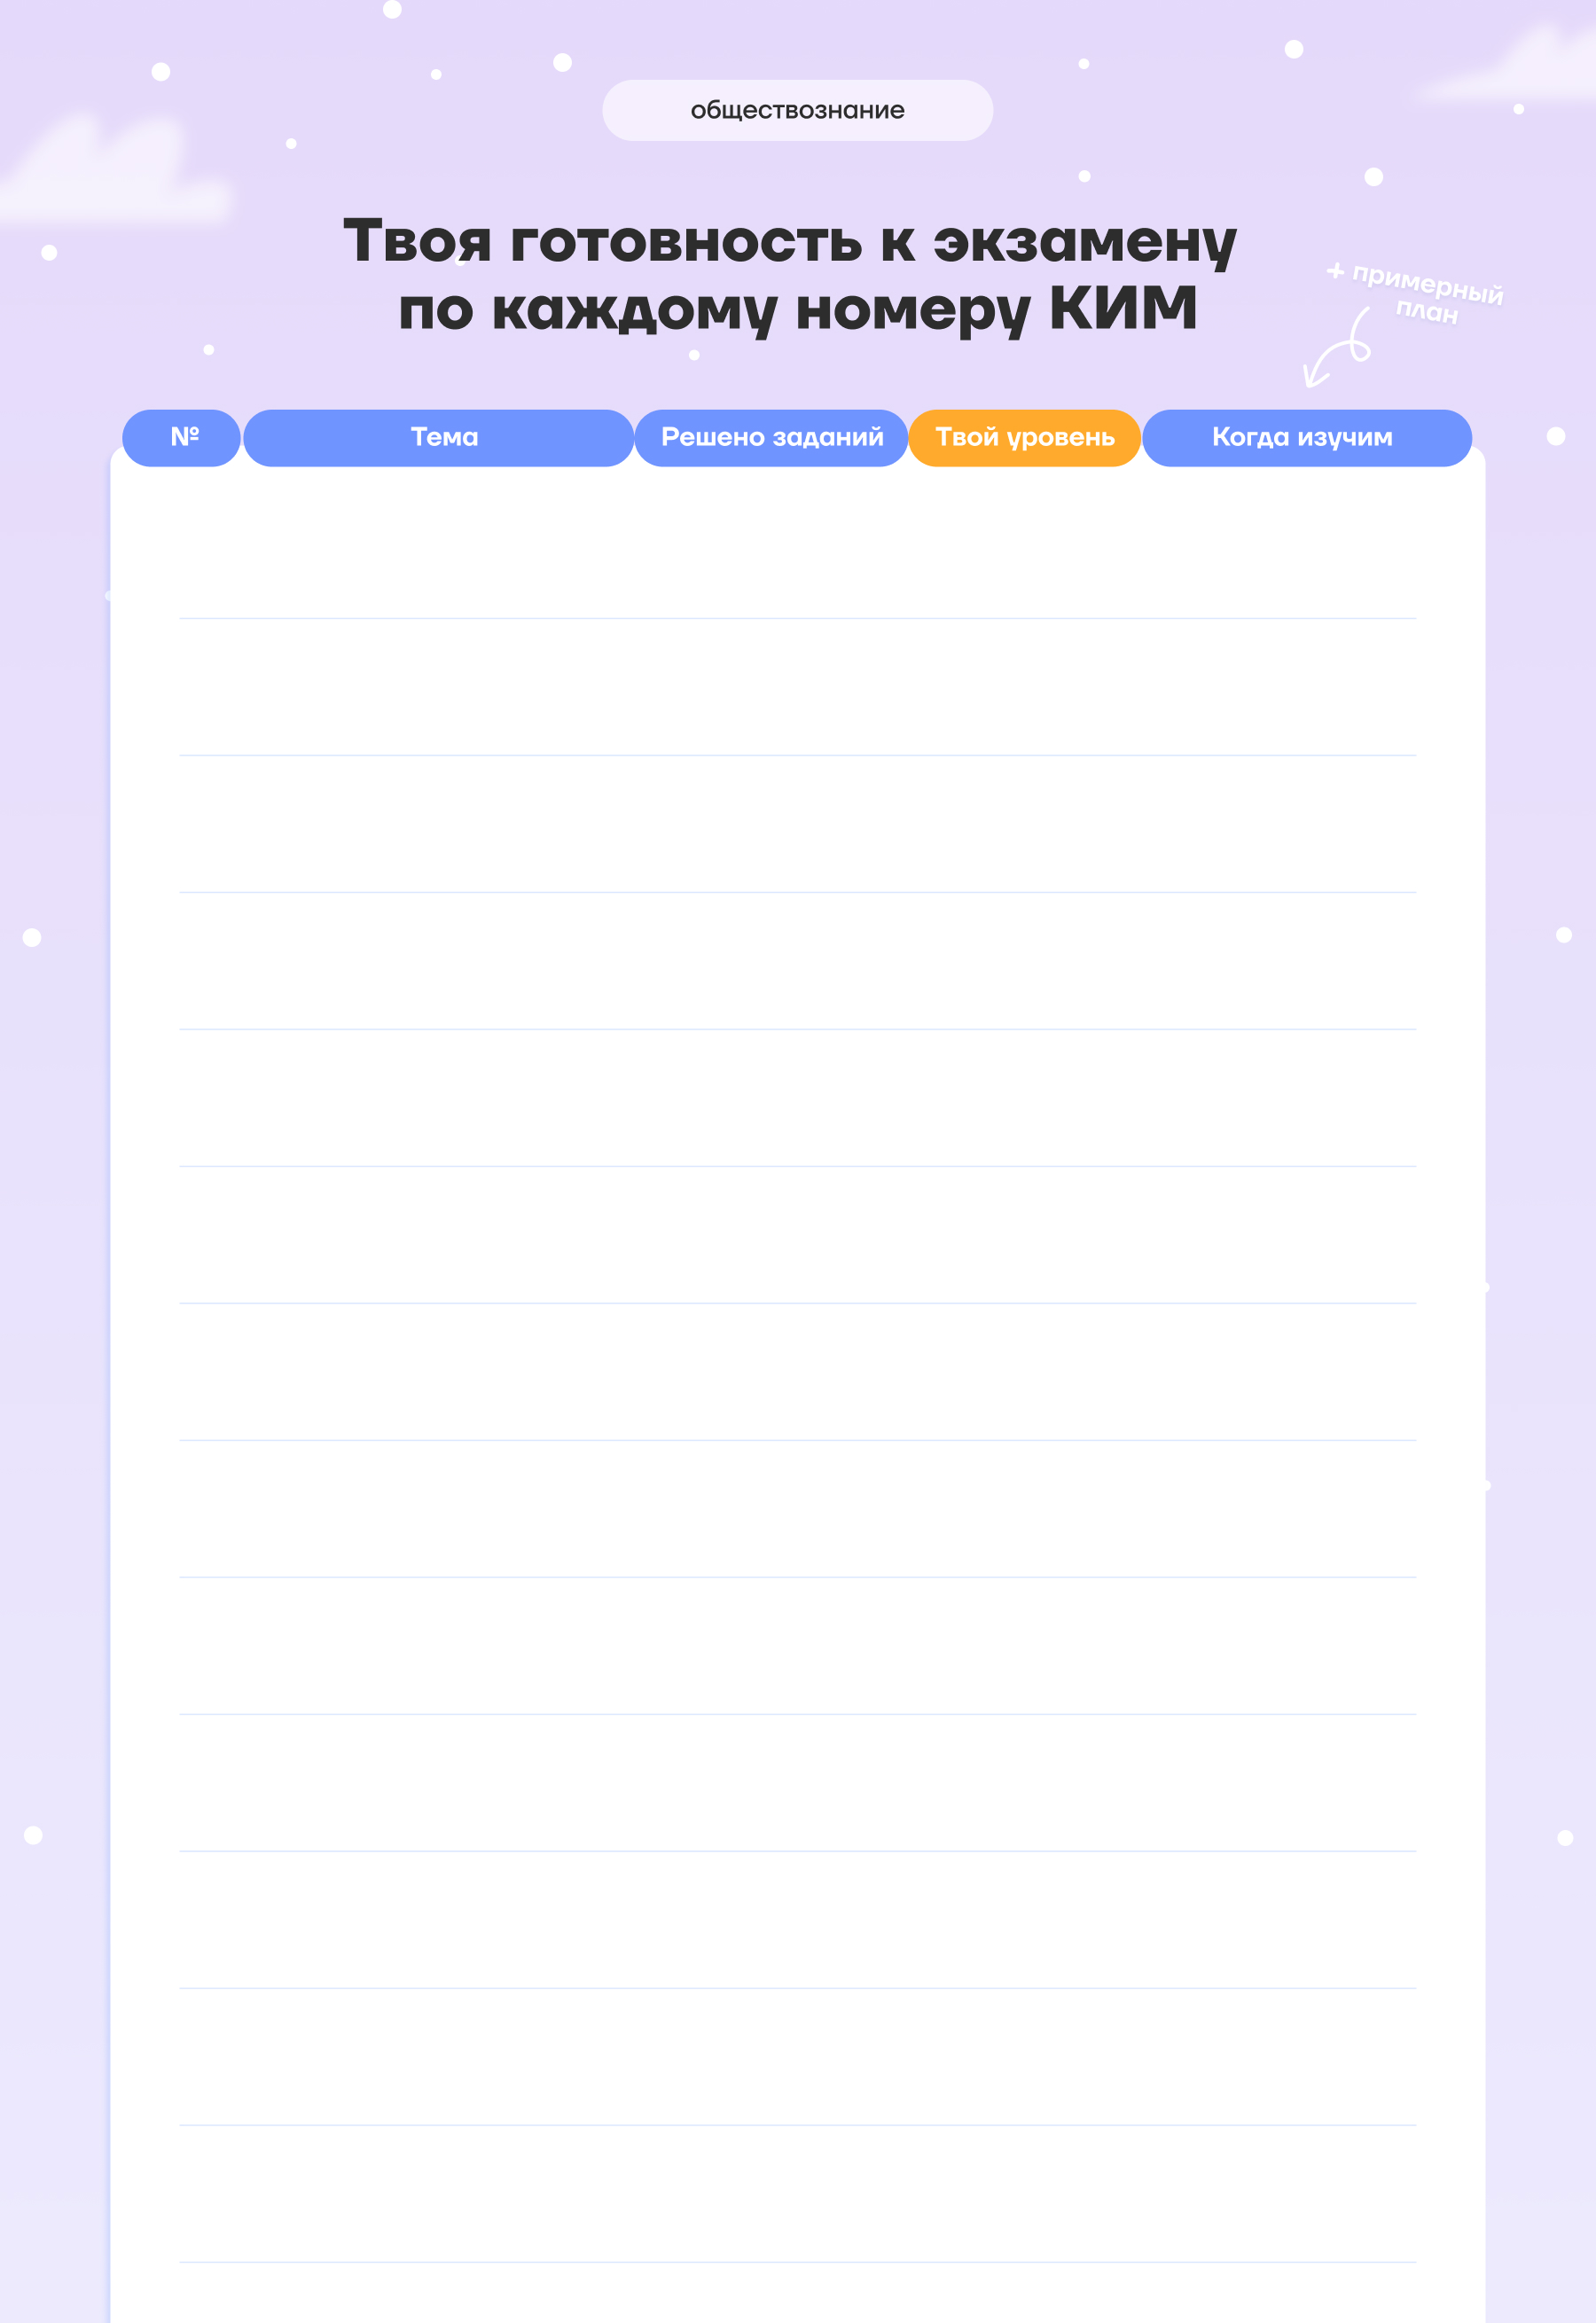 обществознание
Твоя готовность к экзамену
по каждому номеру КИМ
+ примерный
план
№ Тема Решено заданий Твой уровень Когда изучим